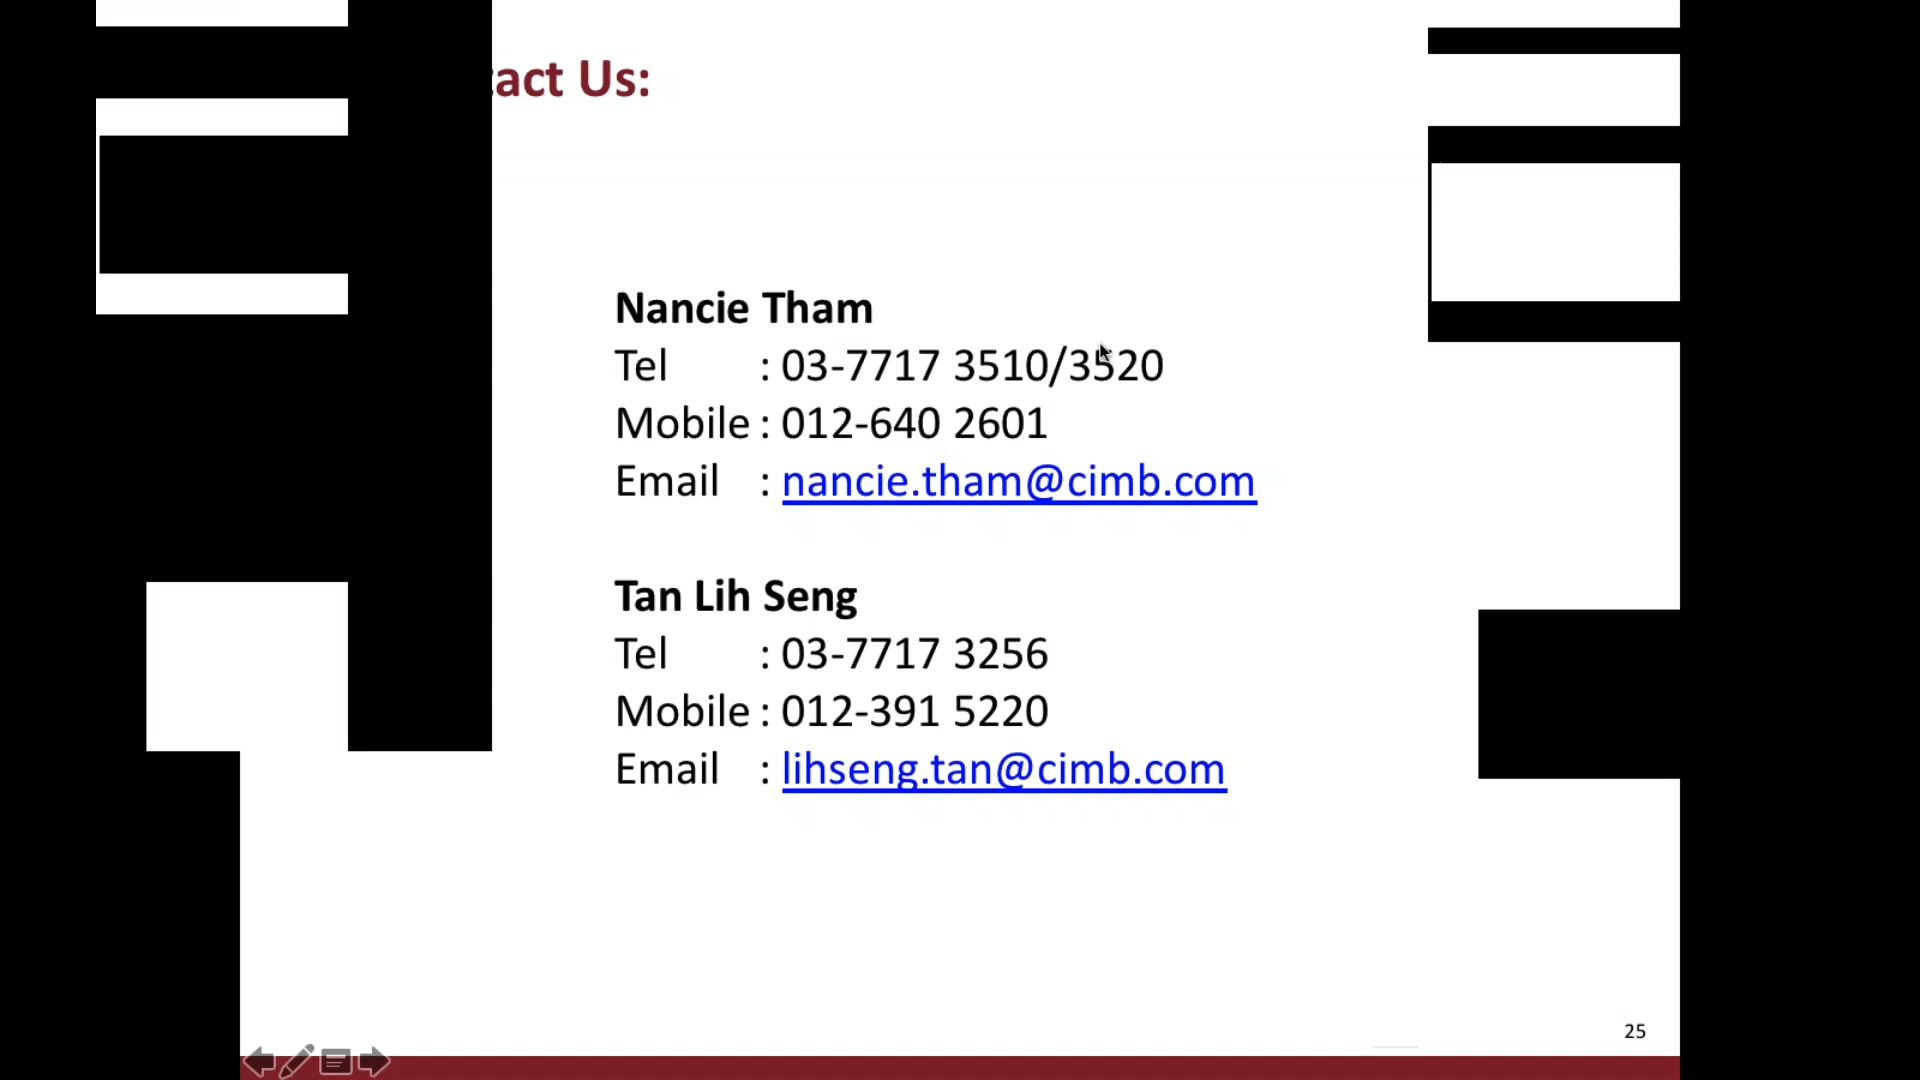 tact Us:
Nancie Tham
Tel : 03-7717 3510/3520
Mobile : 012-640 2601
Email : nancie.tham@cimb.com
Tan Lih Seng
Tel : 03-7717 3256
Mobile : 012-391 5220
Email : lihseng.tan@cimb.com
25